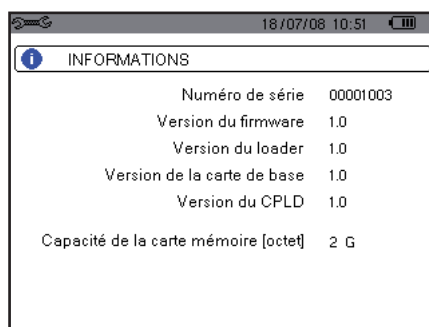 18/07/08 10:51
INFORMATIONS
Numéro de série 00001003
Version du firmware 1.0
Version du loader 1.0
Version de la carte de base 1.0
Version du CPLD 1.0
Capacité de la carte mémoire [octet] 2 G